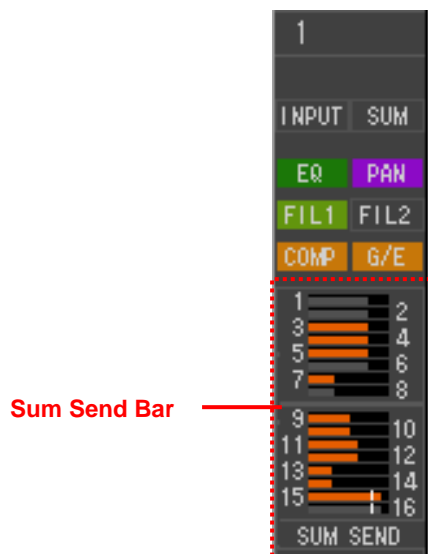 1
INPUT SUM
EQ PAN
FIL1 FIL2
COMP G/E
1 2
3 4
5 6
7 8
Sum Send Bar
9 10
11 12
13 14
15 16
SUM SEND